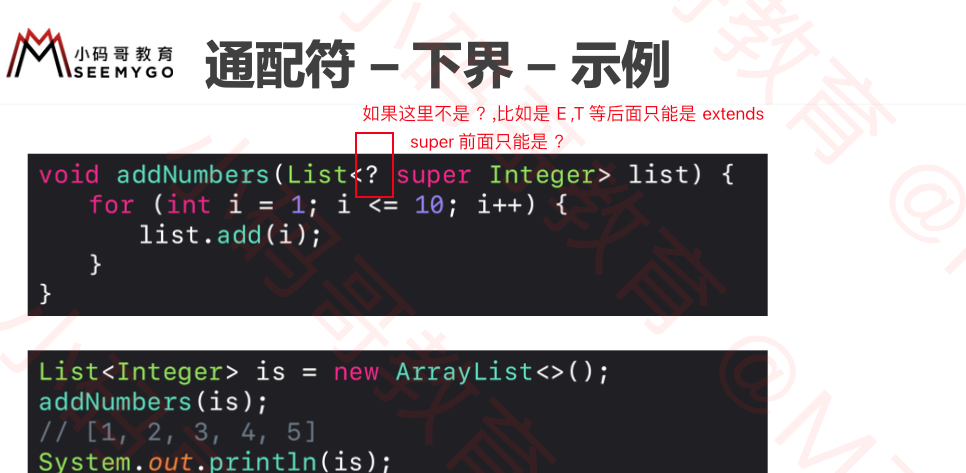 小码哥教育
SEEMYGO
通配符 – 下界 – 示例
如果这里不是 ? ,比如是 E ,T 等后面只能是 extends
super 前面只能是 ?
void addNumbers(List<? super Integer> list) {
for (int i = 1; i <= 10; i++) {
list.add(i);
}
}
List<Integer> is = new ArrayList<>();
addNumbers(is);
// [1, 2, 3, 4, 5]
System.out.println(is);